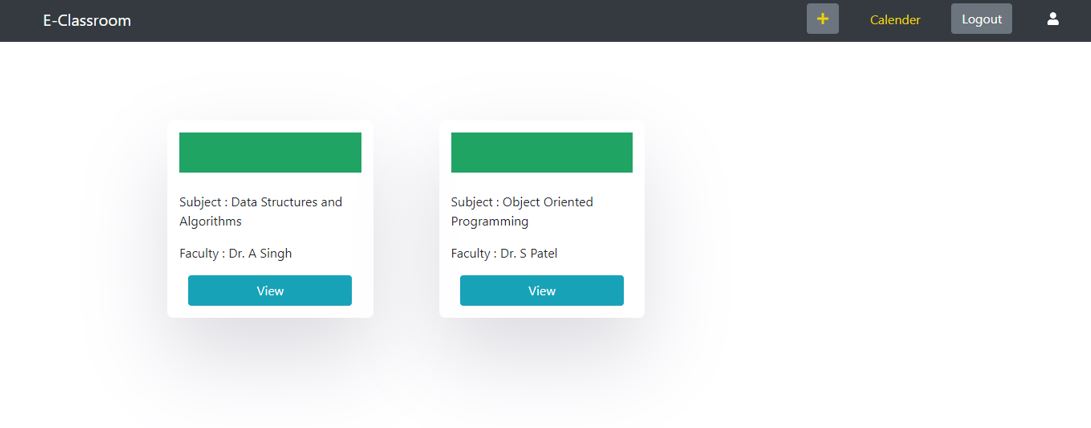 E-Classroom
+
Calender
Logout
Subject : Data Structures and
Algorithms
Faculty : Dr. A Singh
View
Subject : Object Oriented
Programming
Faculty : Dr. S Patel
View